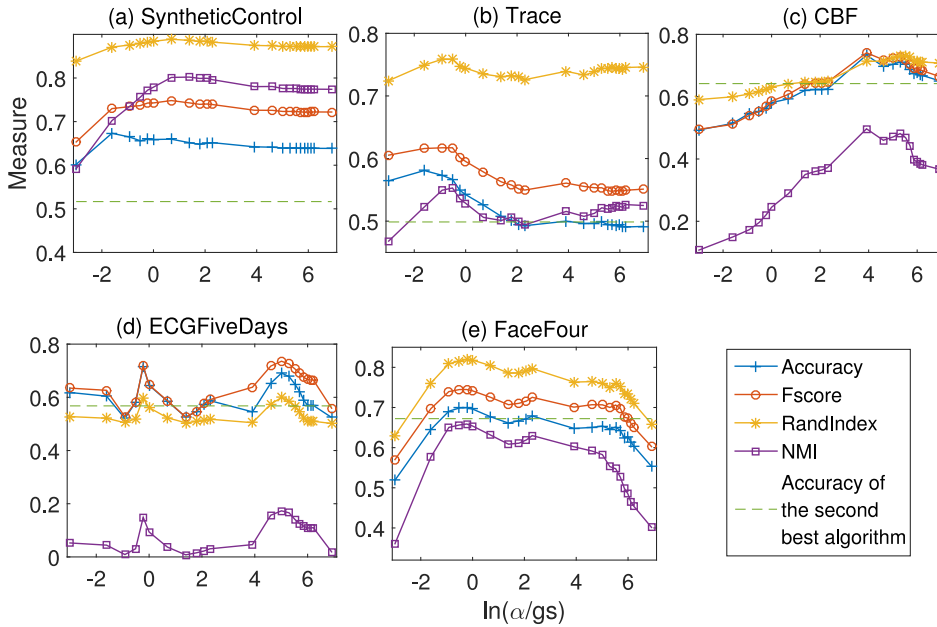 (a) SyntheticControl
(b) Trace
(c) CBF
Measure
0.8
0.7
0.6
0.5
0.4
-2 0 2 4 6
0.8
0.7
0.6
0.5
-2 0 2 4 6
0.8
0.6
0.4
0.2
-2 0 2 4 6
(d) ECGFiveDays
(e) FaceFour
0.8
0.6
0.4
0.2
0
-2 0 2 4 6
0.8
0.7
0.6
0.5
0.4
-2 0 2 4 6
ln(α/gs)
Accuracy
Fscore
RandIndex
NMI
Accuracy of
the second
best algorithm